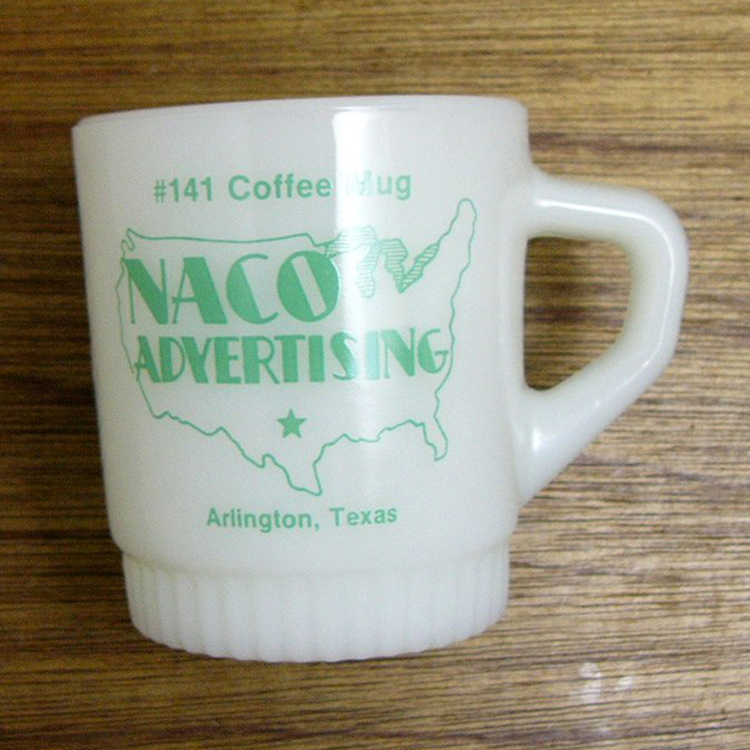 #141 Coffee Mug
NACO
ADVERTISING
Arlington, Texas